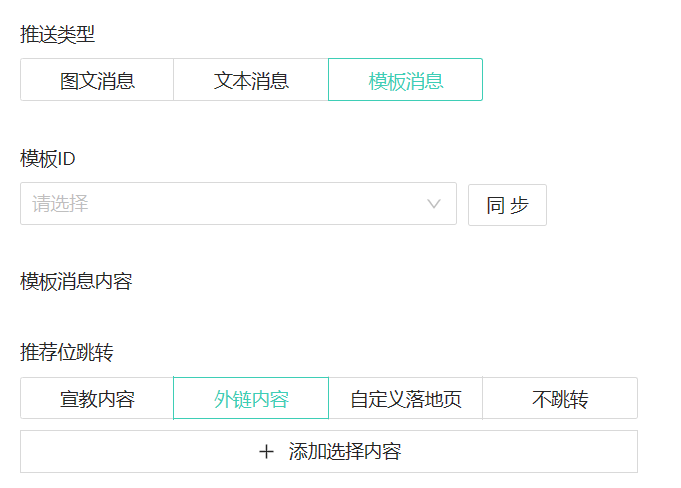 推送类型
图文消息 文本消息 模板消息
模板ID
请选择 同步
模板消息内容
推荐位跳转
宣教内容 外链内容 自定义落地页 不跳转
+ 添加选择内容